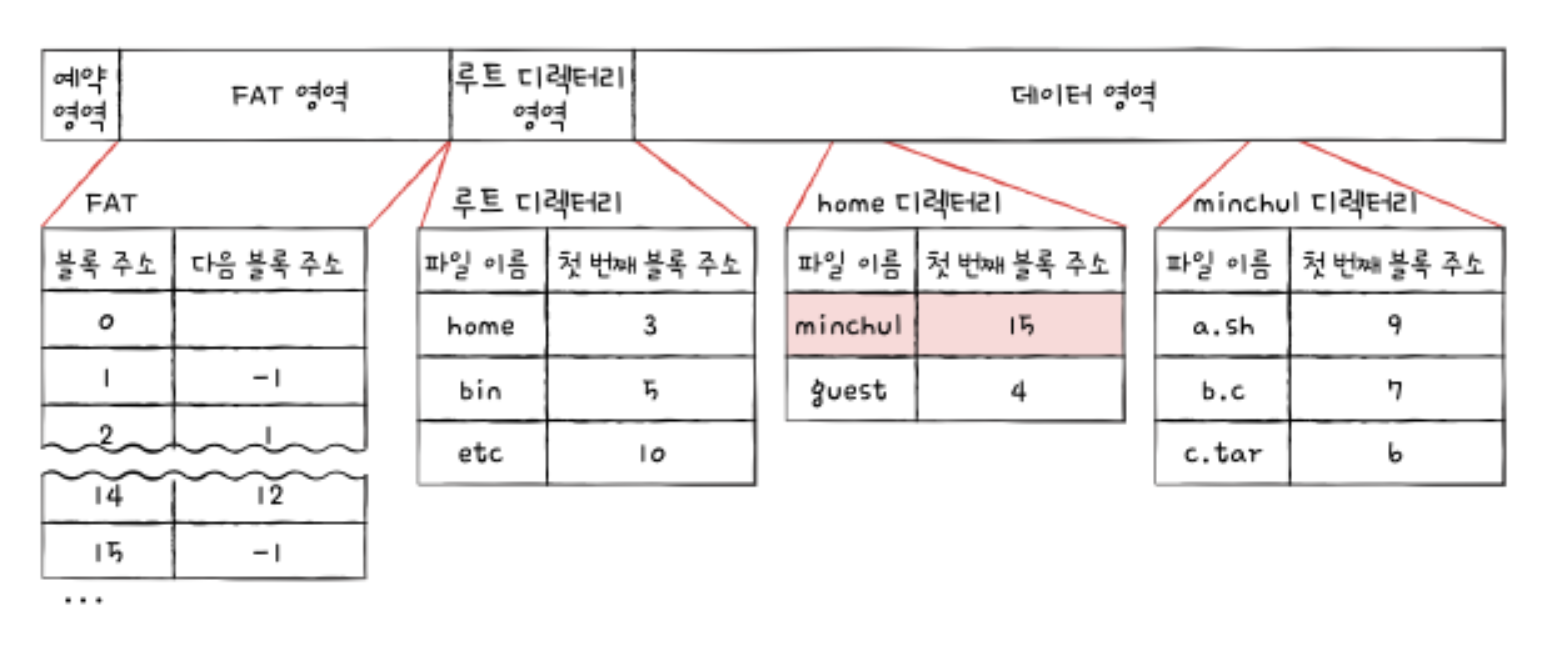 예약
영역
FAT 영역
루트 디렉터리
영역
데이터 영역
FAT
블록 주소 다음 블록 주소
0
1 -1
2 1
14 12
15 -1
...
루트 디렉터리
파일 이름 첫 번째 블록 주소
home 3
bin 5
etc 10
home 디렉터리
파일 이름 첫 번째 블록 주소
minchul 15
guest 4
minchul 디렉터리
파일 이름 첫 번째 블록 주소
a.sh 9
b.c 7
c.tar 6